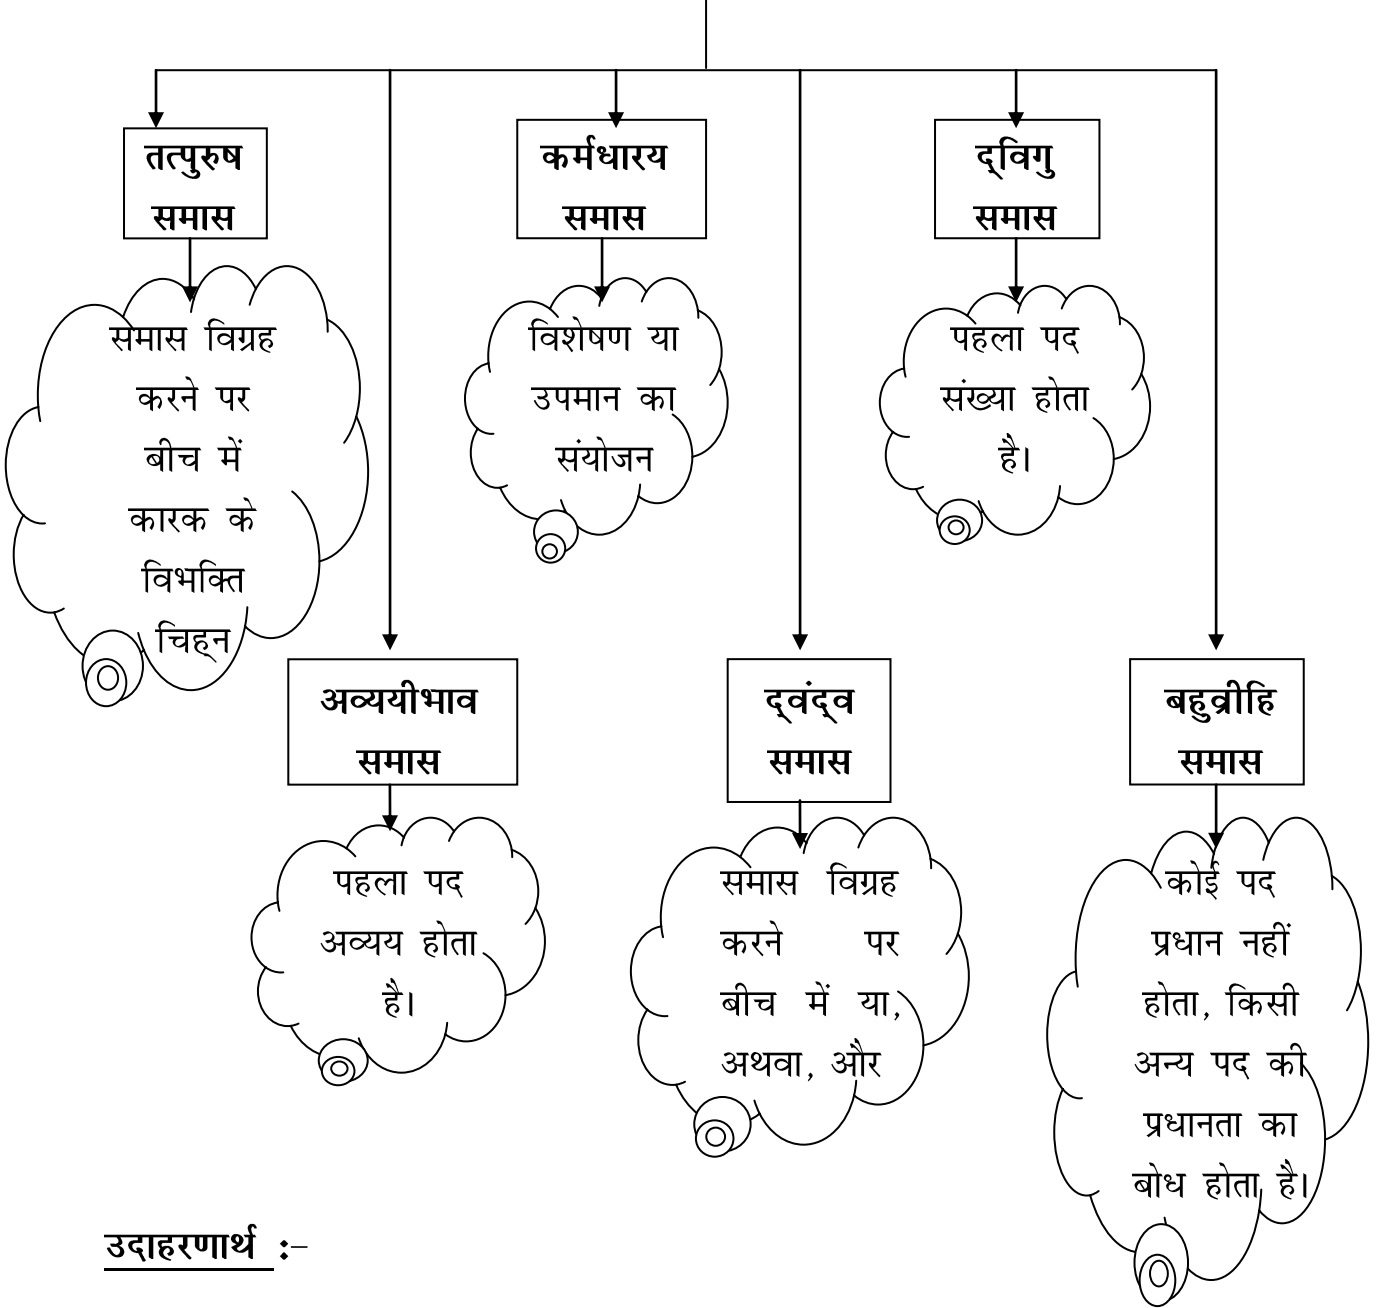 तत्पुरुष
समास
समास विग्रह
करने पर
बीच में
कारक के
विभक्ति
चिह्न
कर्मधारय
समास
विशेषण या
उपमान का
संयोजन
द्‌विगु
समास
पहला पद
संख्या होता
है।
अव्ययीभाव
समास
पहला पद
अव्यय होता
है।
द्‌वंद्‌व
समास
समास विग्रह
करने पर
बीच में या,
अथवा, और
बहुव्रीहि
समास
कोई पद
प्रधान नहीं
होता, किसी
अन्य पद की
प्रधानता का
बोध होता है।
उदाहरणार्थ :-